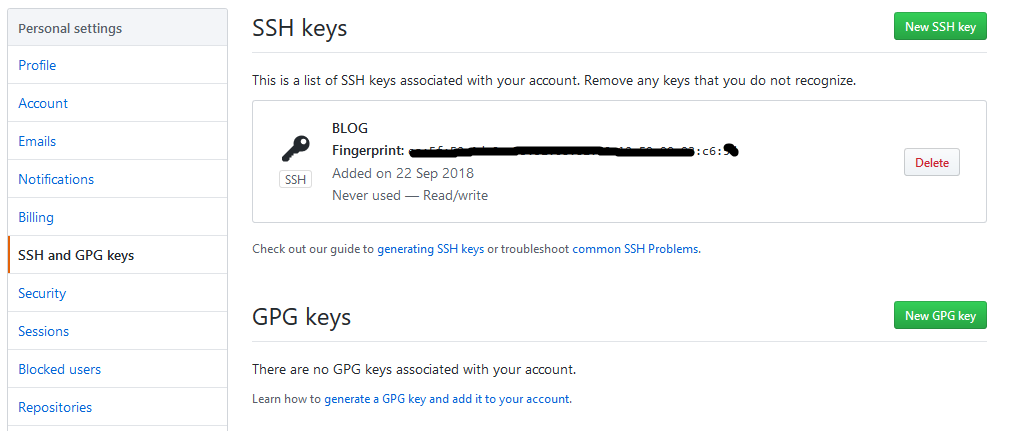 Personal settings
Profile
Account
Emails
Notifications
Billing
SSH and GPG keys
Security
Sessions
Blocked users
Repositories
SSH keys
New SSH key
This is a list of SSH keys associated with your account. Remove any keys that you do not recognize.
SSH
BLOG
Fingerprint: :c6:
Added on 22 Sep 2018
Never used — Read/write
Delete
Check out our guide to generating SSH keys or troubleshoot common SSH Problems.
GPG keys
New GPG key
There are no GPG keys associated with your account.
Learn how to generate a GPG key and add it to your account.